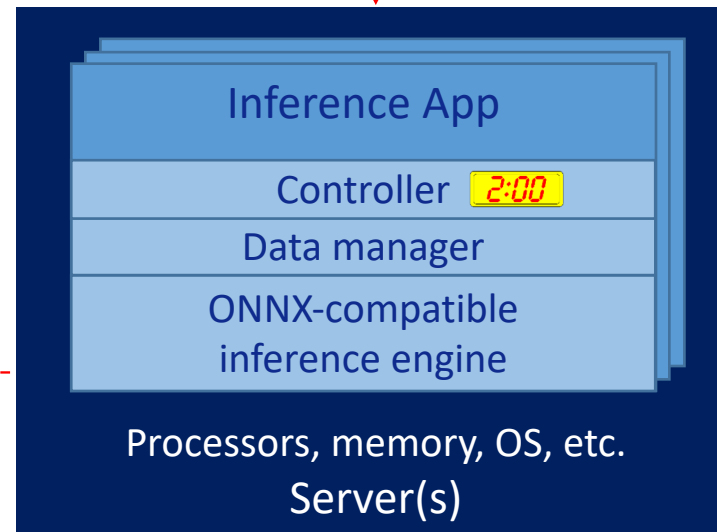 Inference App
Controller 2:00
Data manager
ONNX-compatible
inference engine
Processors, memory, OS, etc.
Server(s)